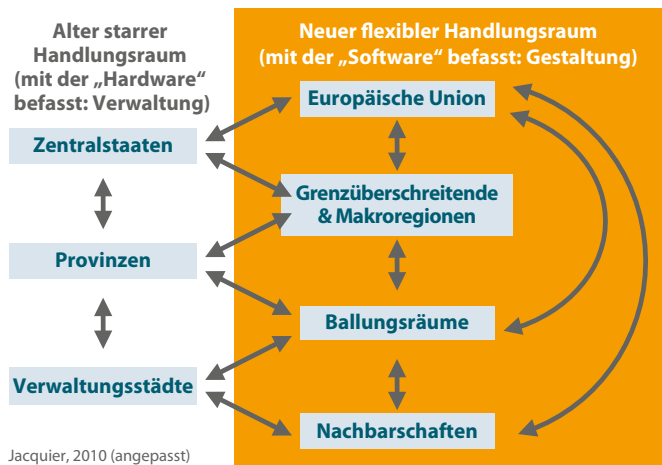 Alter starrer
Handlungsraum
(mit der „Hardware“
befasst: Verwaltung)
Zentralstaaten
Provinzen
Verwaltungsstädte
Jacquier, 2010 (angepasst)
Neuer flexibler Handlungsraum
(mit der „Software“ befasst: Gestaltung)
Europäische Union
Grenzüberschreitende
& Makroregionen
Ballungsräume
Nachbarschaften